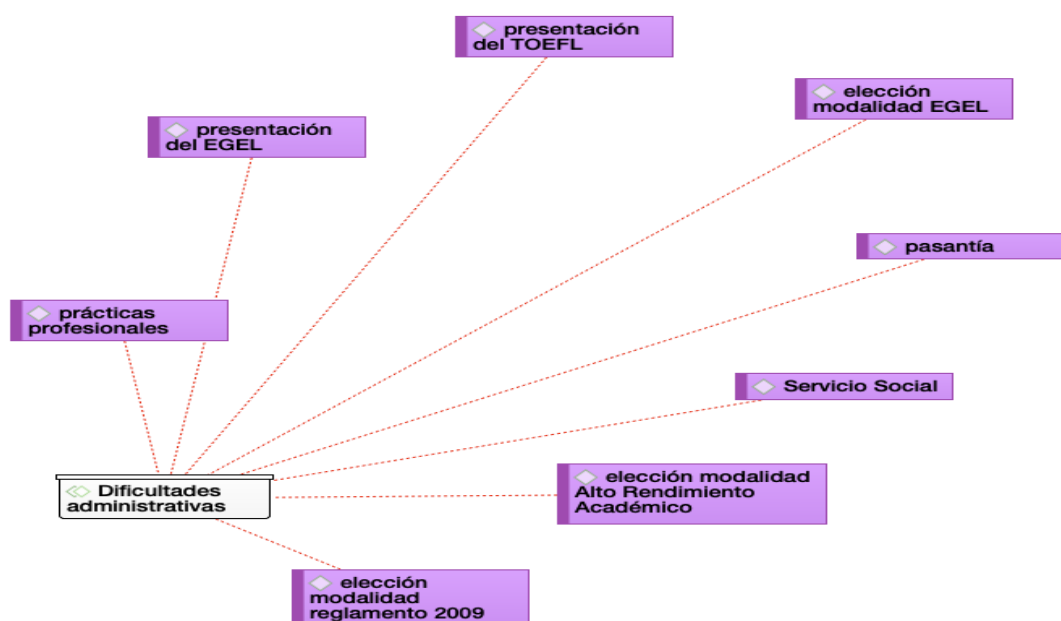 presentación
del TOEFL
elección
modalidad EGEL
presentación
del EGEL
pasantía
prácticas
profesionales
Servicio Social
elección modalidad
Alto Rendimiento
Académico
Dificultades
administrativas
elección
modalidad
reglamento 2009